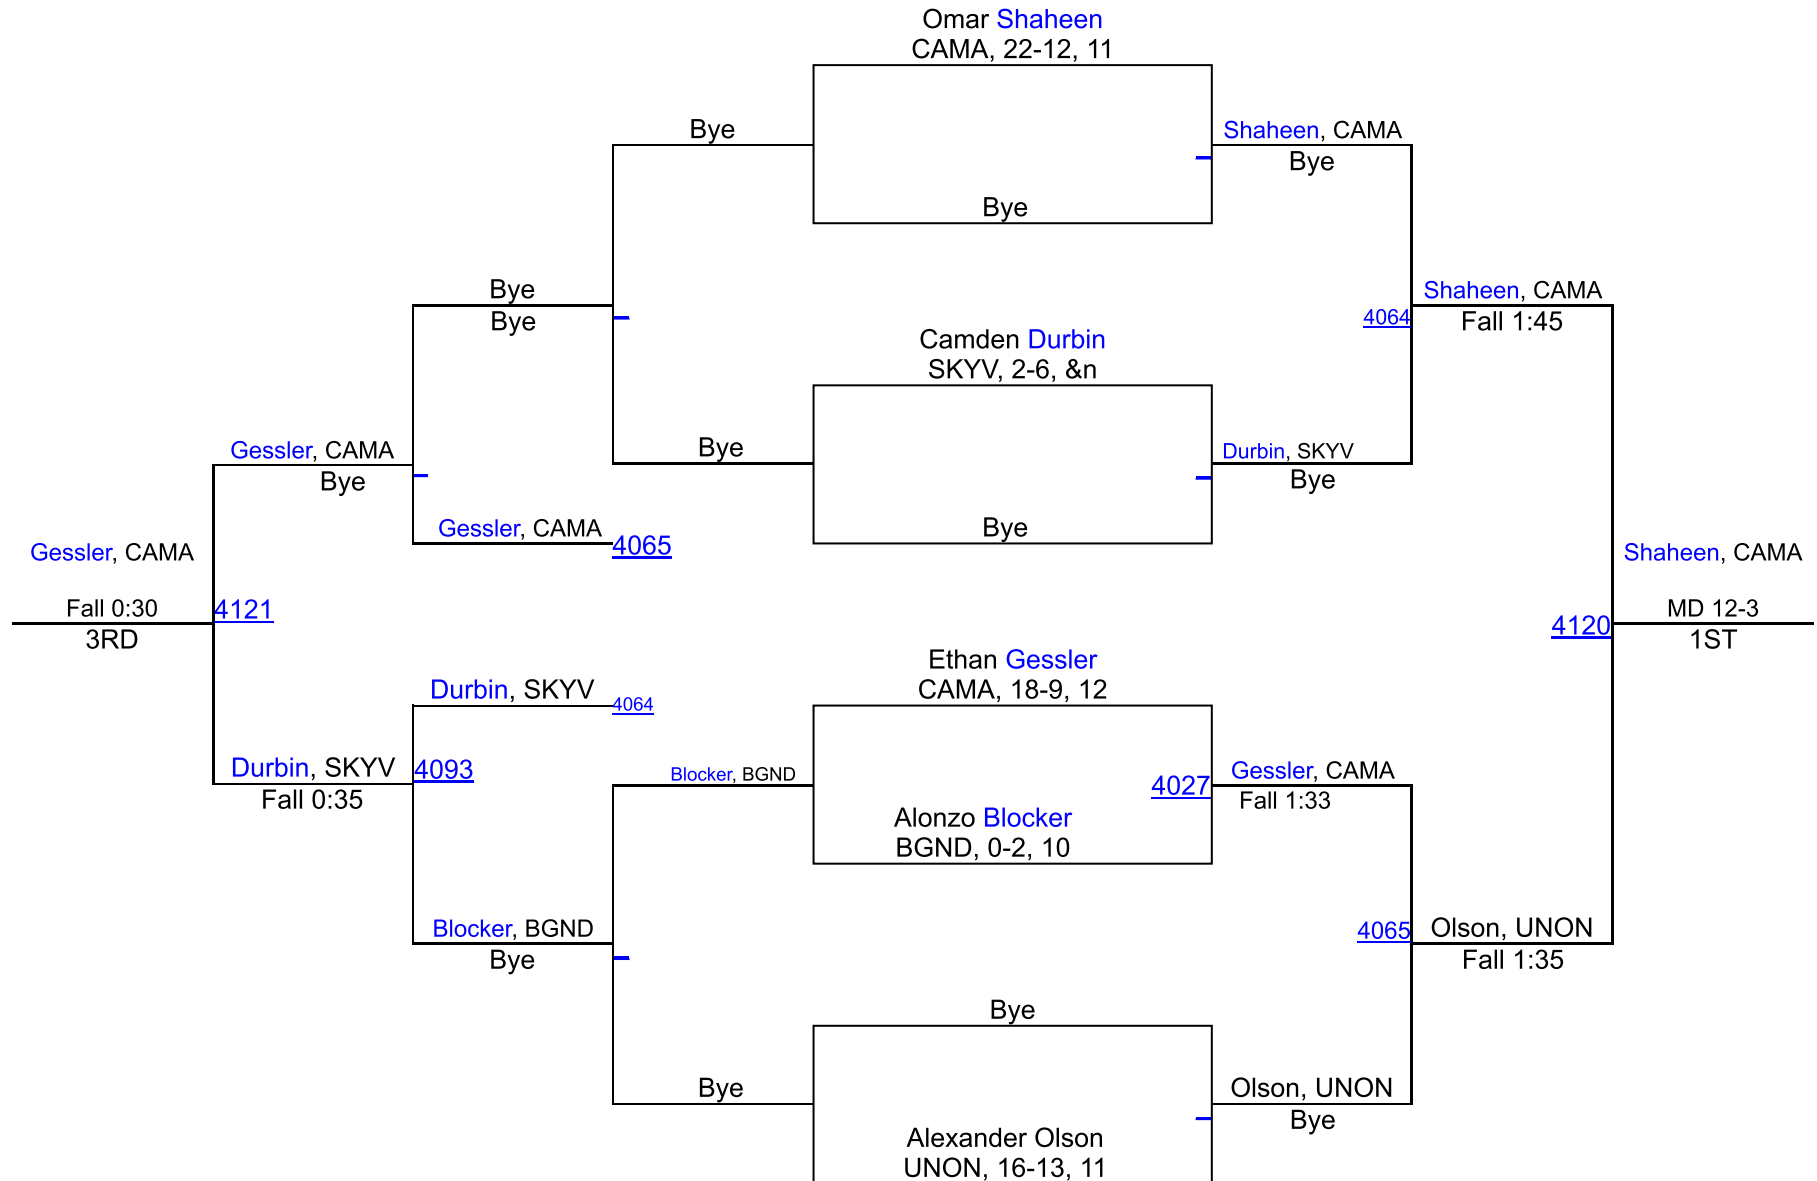 Omar Shaheen
CAMA, 22-12, 11
Bye
Shaheen, CAMA
Bye
Bye
Bye
Bye
Shaheen, CAMA
4064
Fall 1:45
Camden Durbin
SKYV, 2-6, &n
Bye
Durbin, SKYV
Bye
Gessler, CAMA
Bye
Bye
Gessler, CAMA
4065
Gessler, CAMA
Fall 0:30
3RD
4121
Shaheen, CAMA
4120
MD 12-3
1ST
Ethan Gessler
CAMA, 18-9, 12
Durbin, SKYV
4064
Durbin, SKYV
4093
Fall 0:35
Blocker, BGND
4027
Gessler, CAMA
Fall 1:33
Alonzo Blocker
BGND, 0-2, 10
Blocker, BGND
Bye
4065
Olson, UNON
Fall 1:35
Bye
Bye
Olson, UNON
Bye
Alexander Olson
UNON, 16-13, 11